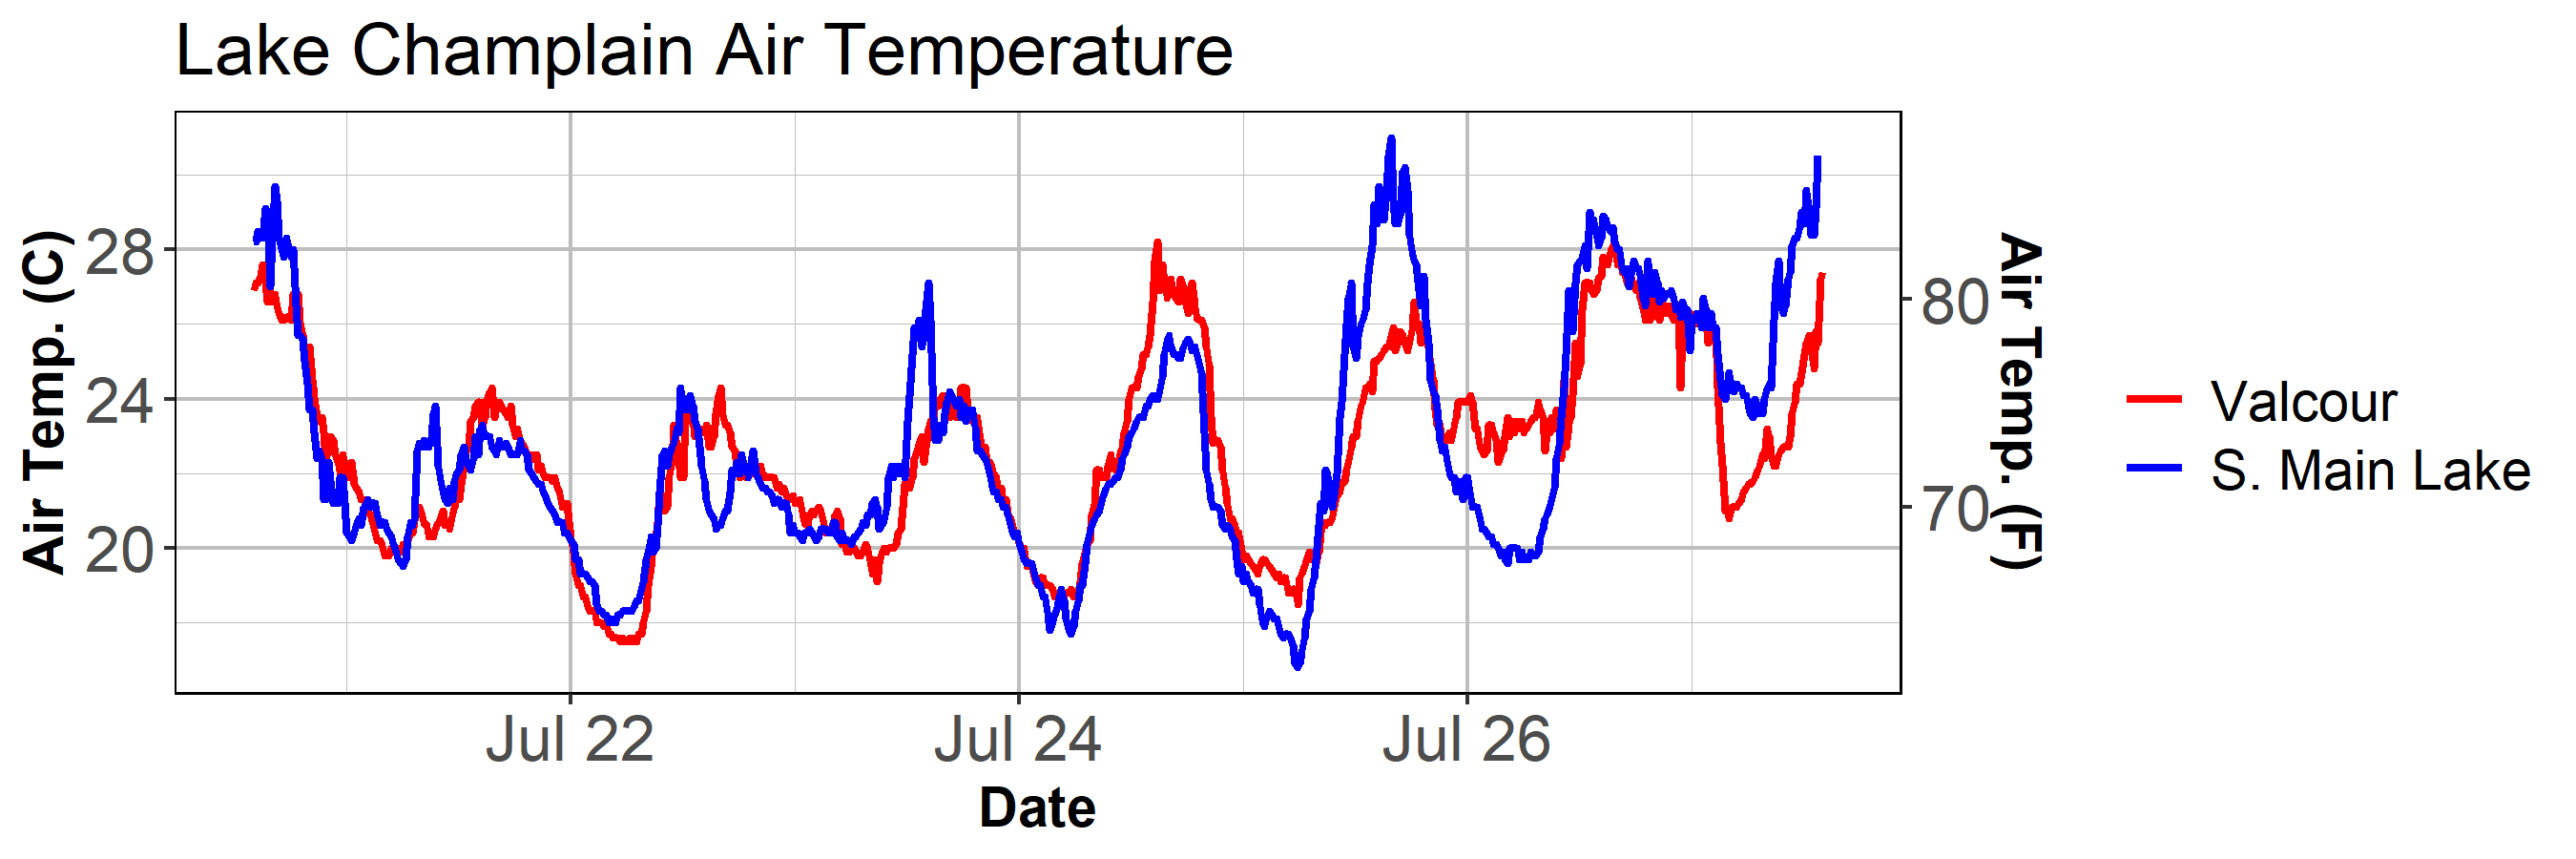 Lake Champlain Air Temperature
Air Temp. (C)
28
24
20
Air Temp. (F)
80
70
Jul 22
Jul 24
Jul 26
Date
Valcour
S. Main Lake